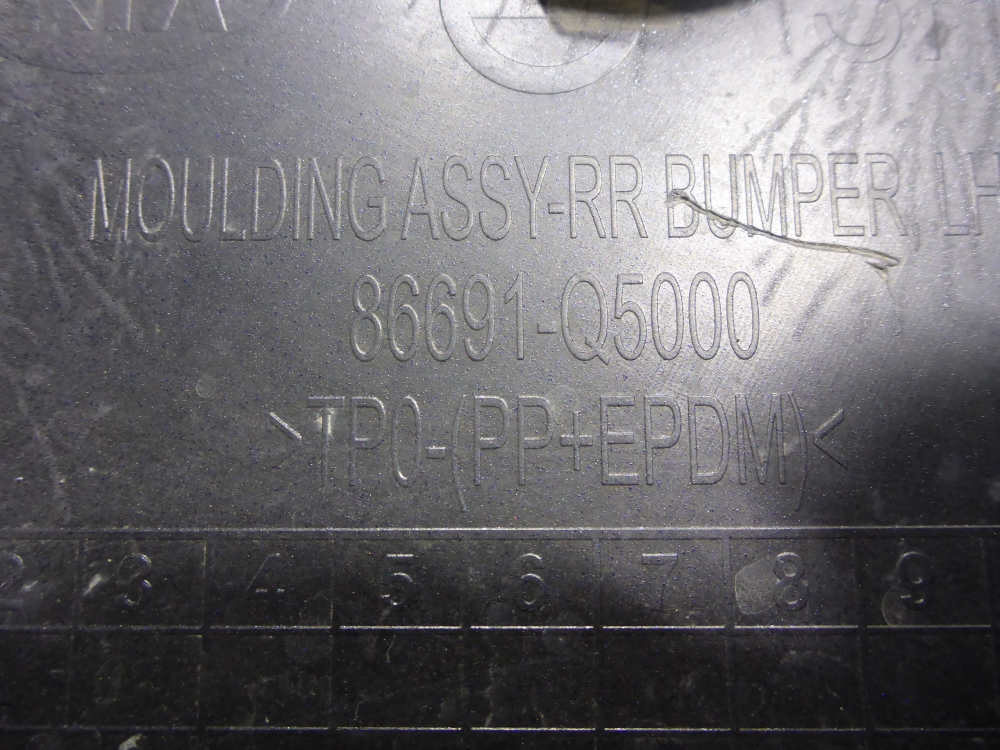 MOULDING ASSY-RR BUMPER, LH
86691-Q5000
>TPO-(PP+EPDM)<
2 3 4 5 6 7 8 9